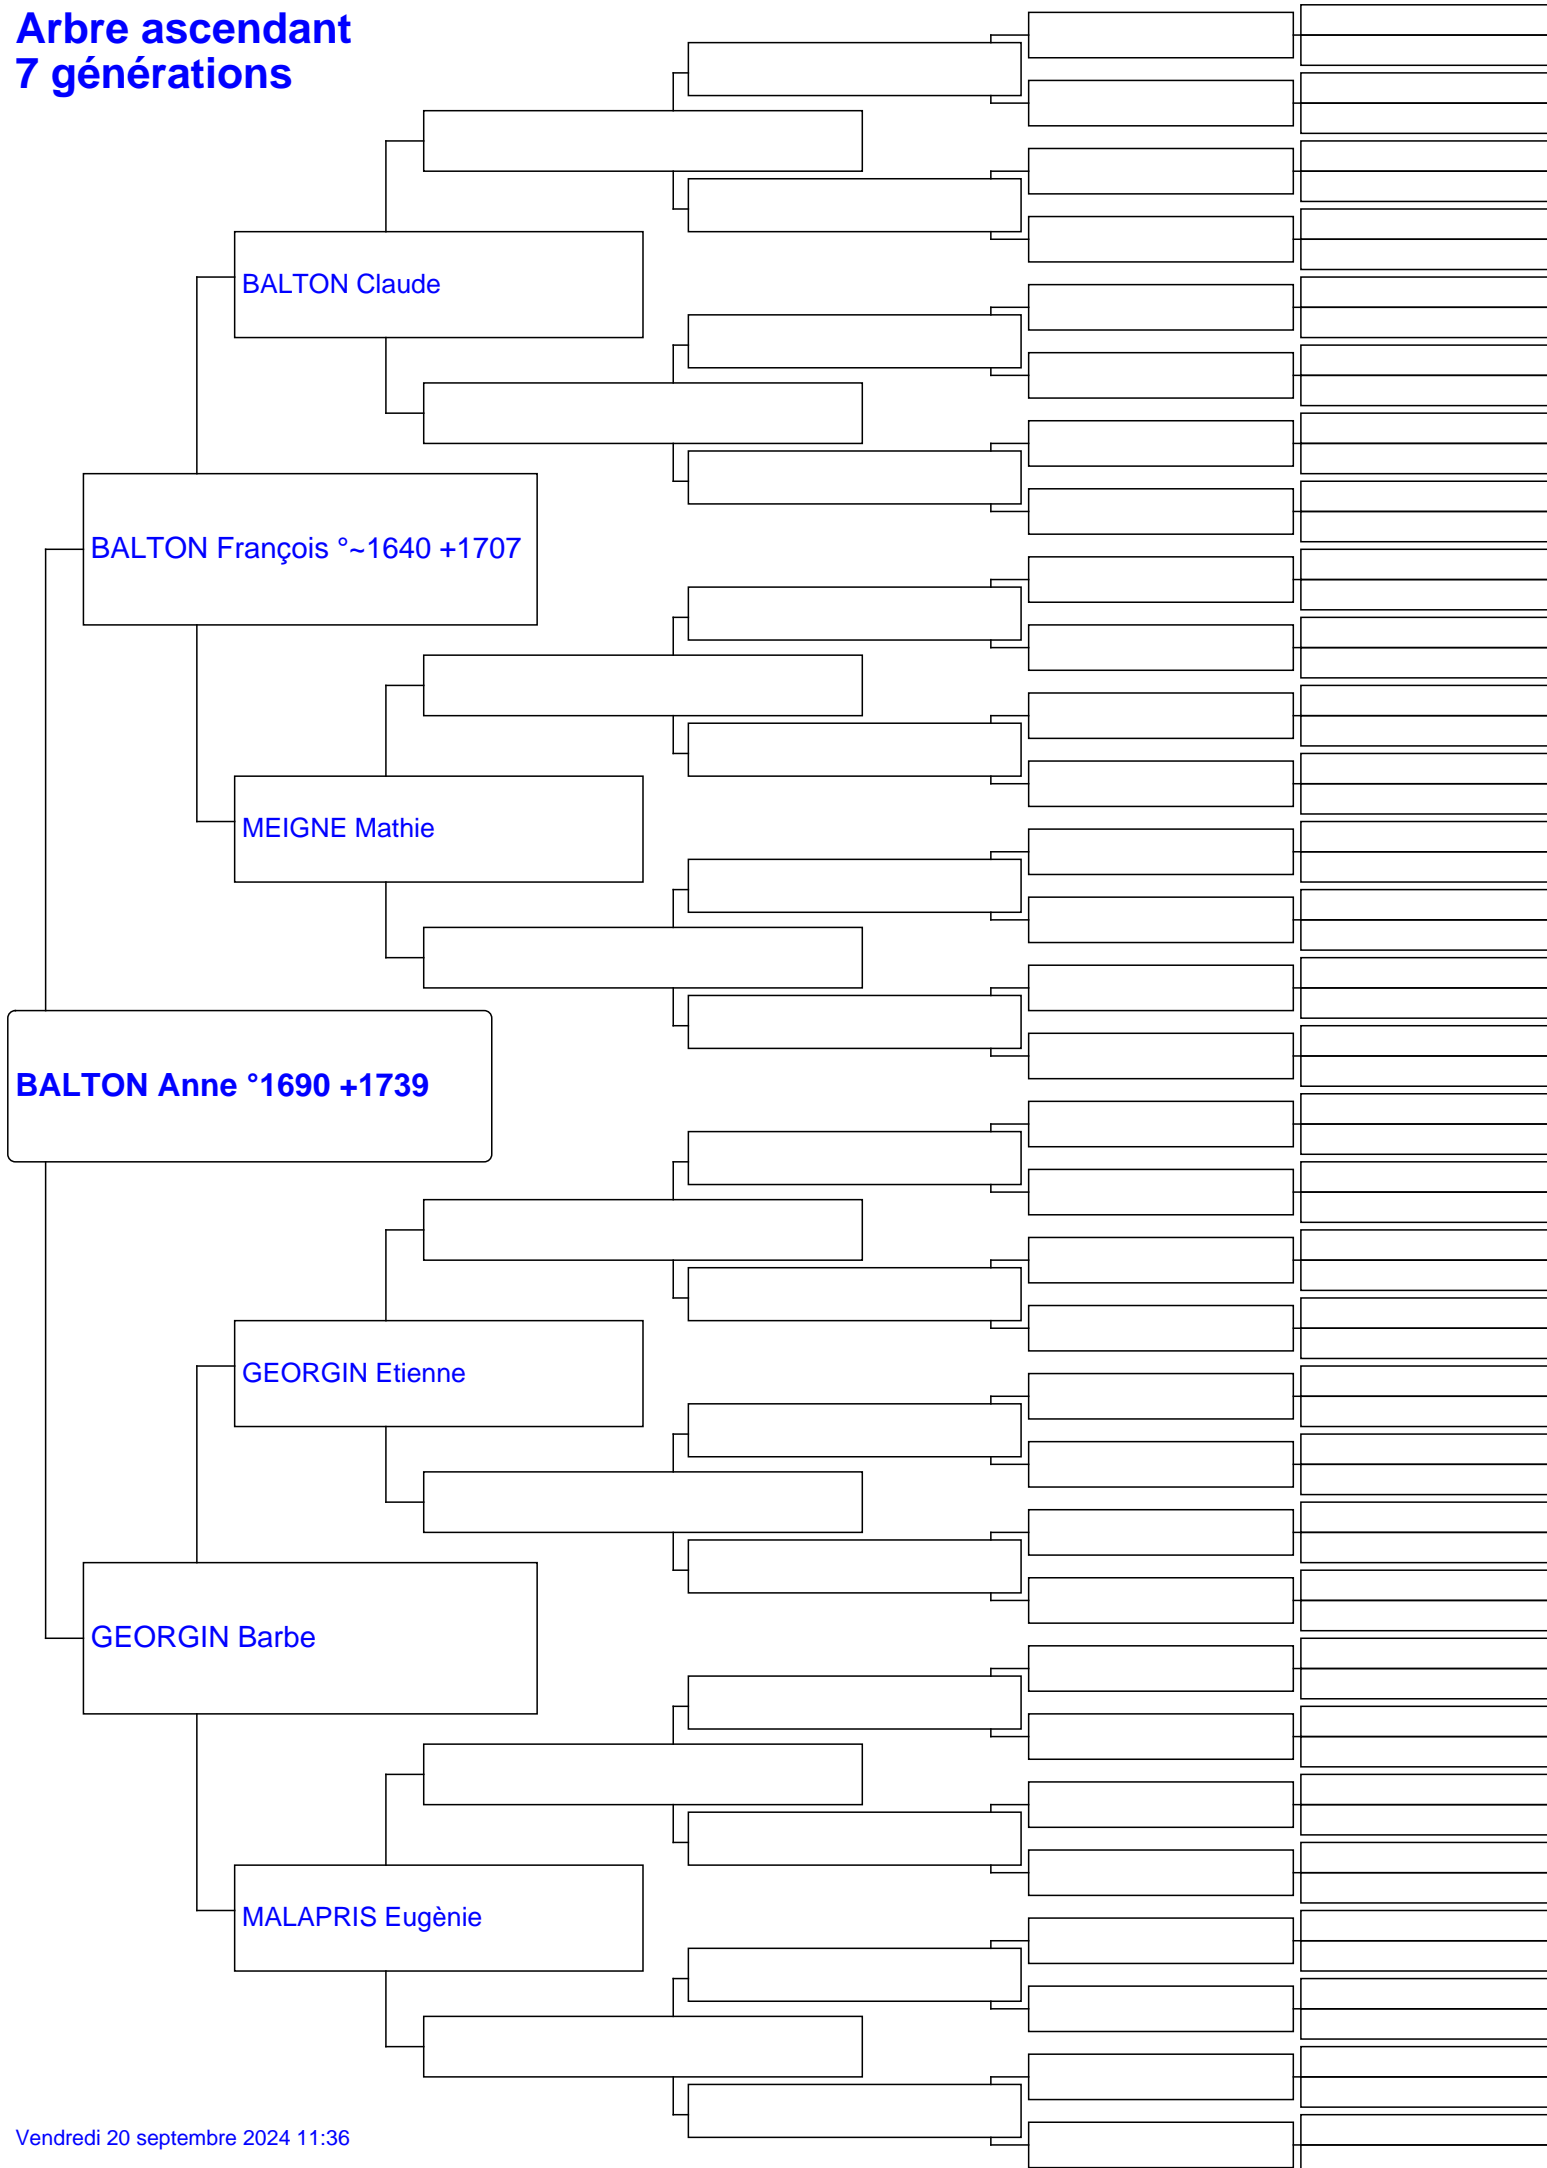 Arbre ascendant
7 générations
BALTON Claude
BALTON François °~1640 +1707
MEIGNE Mathie
BALTON Anne °1690 +1739
GEORGIN Etienne
GEORGIN Barbe
MALAPRIS Eugènie
Vendredi 20 septembre 2024 11:36